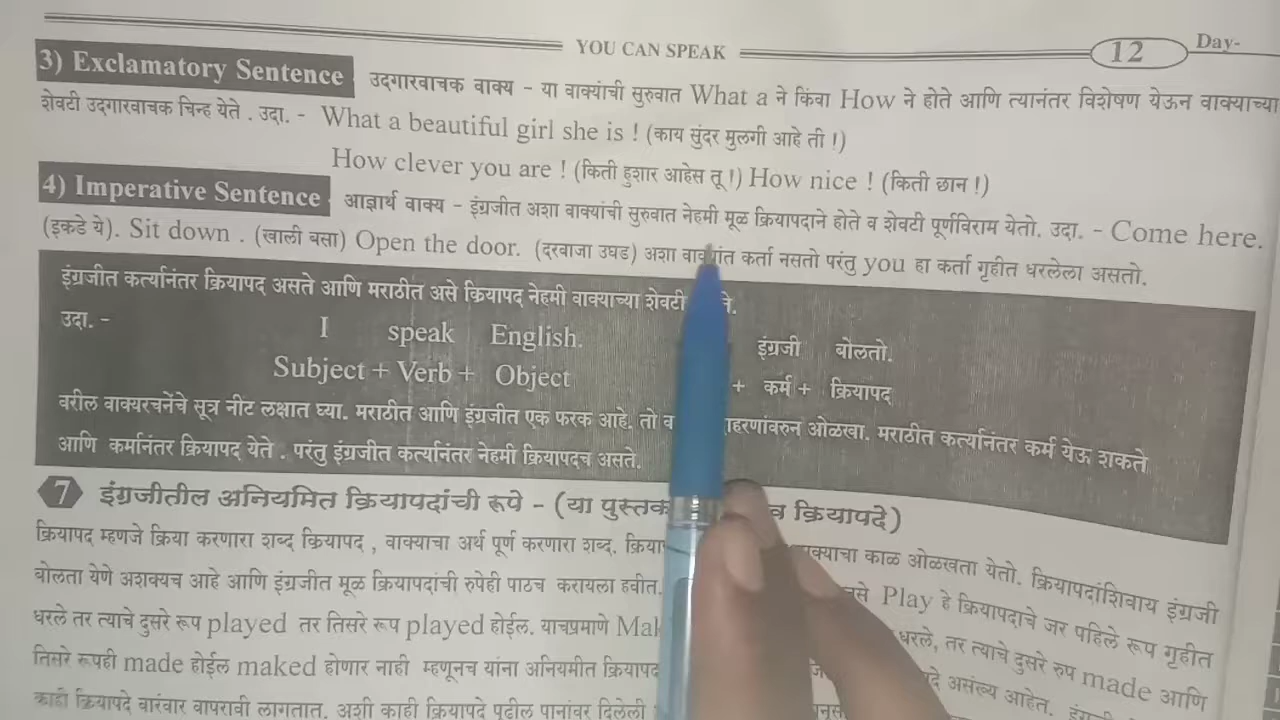 YOU CAN SPEAK 12 Day-
3) Exclamatory Sentence उदगारवाचक वाक्य - या वाक्यांची सुरुवात What a ने किंवा How ने होते आणि त्यानंतर विशेषण येऊन वाक्याच्या
शेवटी उदगारवाचक चिन्ह येते . उदा. - What a beautiful girl she is ! (काय सुंदर मुलगी आहे ती !)
How clever you are ! (किती हुशार आहेस तू !) How nice ! (किती छान !)
4) Imperative Sentence आज्ञार्थ वाक्य - इंग्रजीत अशा वाक्यांची सुरुवात नेहमी मूळ क्रियापदाने होते व शेवटी पूर्णविराम येतो. उदा. - Come here.
(इकडे ये). Sit down . (खाली बसा) Open the door. (दरवाजा उघड) अशा वाक्यांत कर्ता नसतो परंतु you हा कर्ता गृहीत धरलेला असतो.
इंग्रजीत कर्त्यानंतर क्रियापद असते आणि मराठीत असे क्रियापद नेहमी वाक्याच्या शेवटी
उदा. - I speak English. इंग्रजी बोलतो.
Subject + Verb + Object + कर्म + क्रियापद
वरील वाक्यरचनेचे सूत्र नीट लक्षात घ्या. मराठीत आणि इंग्रजीत एक फरक आहे. तो ओळखा. मराठीत कर्त्यानंतर कर्म येऊ शकते
आणि कर्मानंतर क्रियापद येते . परंतु इंग्रजीत कर्त्यानंतर नेहमी क्रियापदच असते.
7 इंग्रजीतील अनियमित क्रियापदांची रूपे - (या क्रियापदे)
क्रियापद म्हणजे क्रिया करणारा शब्द क्रियापद , वाक्याचा अर्थ पूर्ण करणारा शब्द. काळ ओळखता येतो. क्रियापदांशिवाय इंग्रजी
बोलता येणे अशक्यच आहे आणि इंग्रजीत मूळ क्रियापदांची रुपेही पाठच करायला हवीत. Play हे क्रियापदाचे जर पहिले रूप गृहीत
धरले तर त्याचे दुसरे रूप played तर तिसरे रूप played होईल. याचप्रमाणे धरले, तर त्याचे दुसरे रुप made आणि
तिसरे रूपही made होईल maked होणार नाही म्हणूनच यांना अनियमीत असंख्य आहेत.
काही क्रियापदे वारंवार वापरावी लागतात. अशी काही क्रियापदे पुढील पानांवर दिलेली